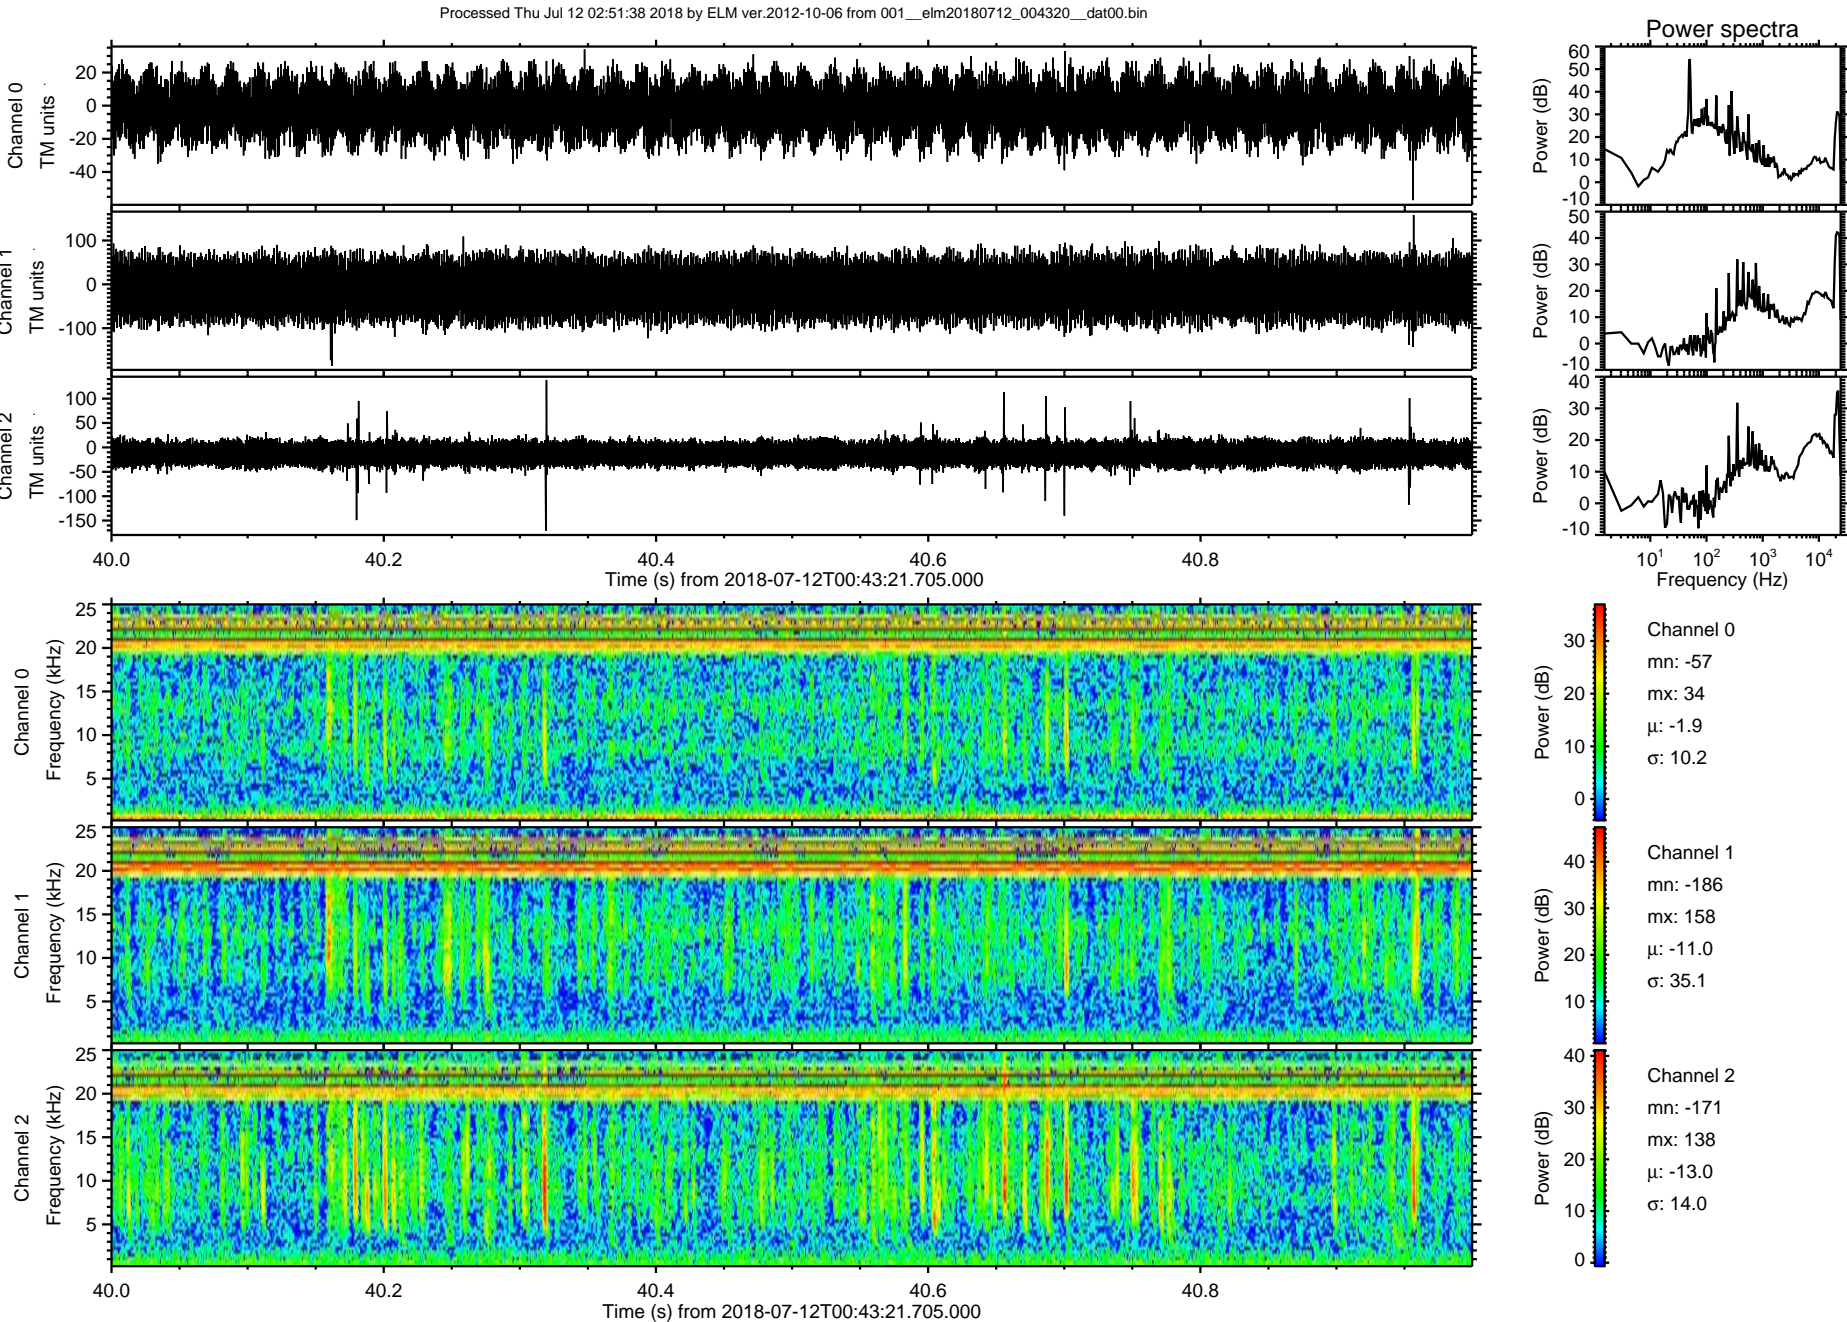 Processed Thu Jul 12 02:51:38 2018 by ELM ver.2012-10-06 from 001__elm20180712_004320__dat00.bin
Power spectra
Channel 0
TM units
20
0
-20
-40
Power (dB)
60
50
40
30
20
10
0
-10
Channel 1
TM units
100
0
-100
Power (dB)
50
40
30
20
10
0
-10
Channel 2
TM units
100
50
0
-50
-100
-150
Power (dB)
40
30
20
10
0
-10
40.0 40.2 40.4 40.6 40.8
Time (s) from 2018-07-12T00:43:21.705.000
10¹ 10² 10³ 10⁴
Frequency (Hz)
Channel 0
Frequency (kHz)
25
20
15
10
5
Power (dB)
30
20
10
0
Channel 0
mn: -57
mx: 34
μ: -1.9
σ: 10.2
Channel 1
Frequency (kHz)
25
20
15
10
5
Power (dB)
40
30
20
10
Channel 1
mn: -186
mx: 158
μ: -11.0
σ: 35.1
Channel 2
Frequency (kHz)
25
20
15
10
5
Power (dB)
40
30
20
10
0
Channel 2
mn: -171
mx: 138
μ: -13.0
σ: 14.0
40.0 40.2 40.4 40.6 40.8
Time (s) from 2018-07-12T00:43:21.705.000